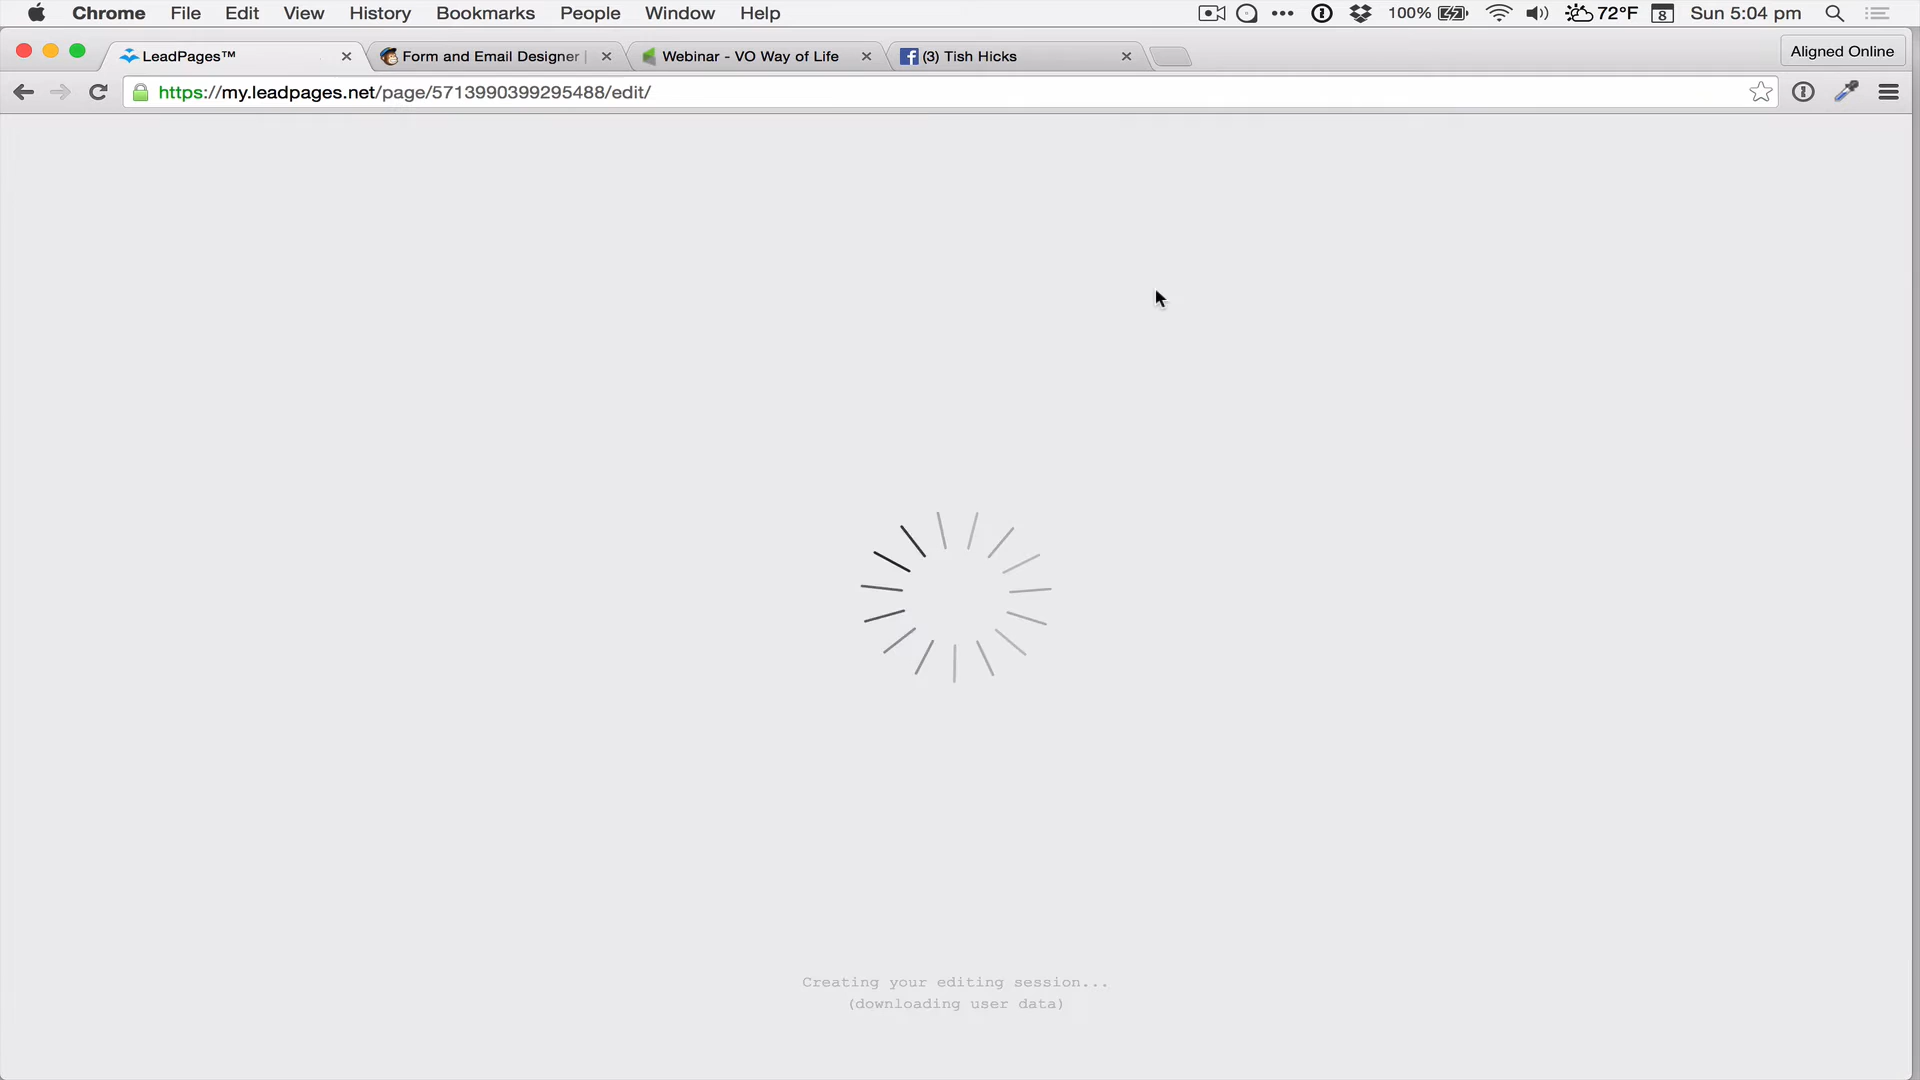 Chrome File Edit View History Bookmarks People Window Help 100% 72°F 8 Sun 5:04 pm
LeadPages™ Form and Email Designer | Webinar - VO Way of Life (3) Tish Hicks Aligned Online
https://my.leadpages.net/page/5713990399295488/edit/
Creating your editing session...
(downloading user data)